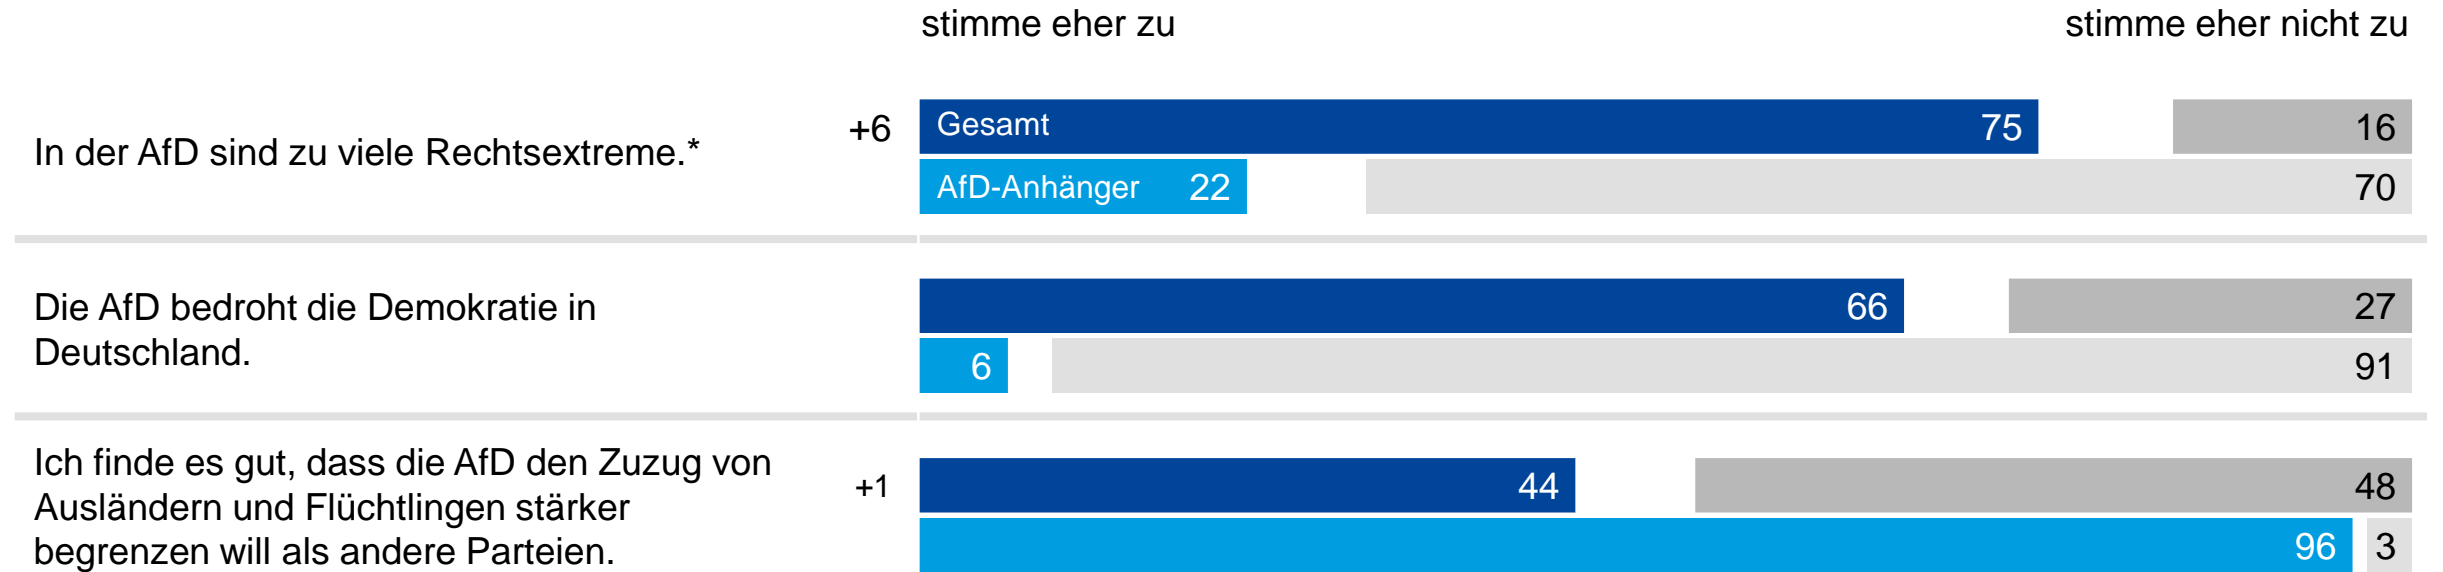 stimme eher zu stimme eher nicht zu
In der AfD sind zu viele Rechtsextreme.* +6 Gesamt 75 16
AfD-Anhänger 22 70
Die AfD bedroht die Demokratie in
Deutschland.
66 27
6 91
Ich finde es gut, dass die AfD den Zuzug von
Ausländern und Flüchtlingen stärker
begrenzen will als andere Parteien.
+1 44 48
96 3